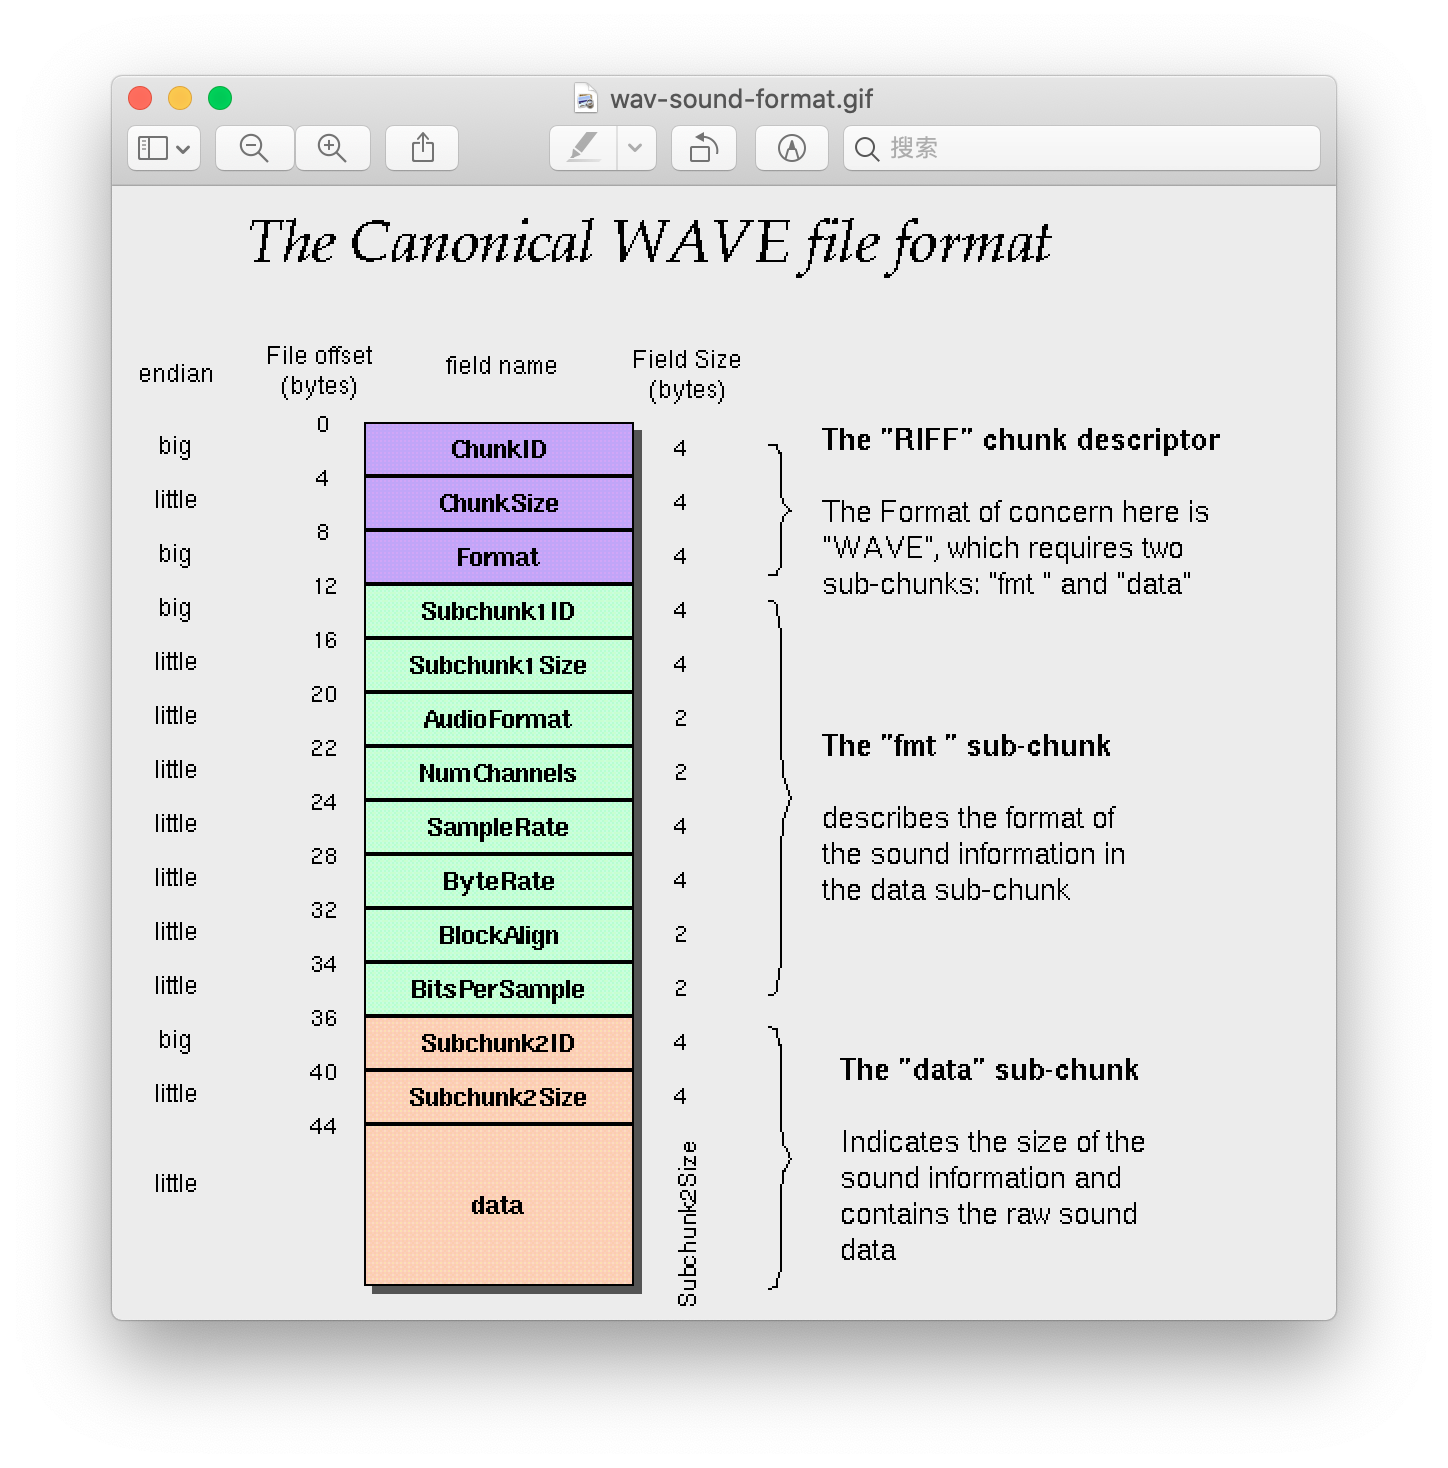 wav-sound-format.gif
搜索
The Canonical WAVE file format
endian
File offset
(bytes)
field name
Field Size
(bytes)
0
big
ChunkID
4
The "RIFF" chunk descriptor
4
little
ChunkSize
4
The Format of concern here is
8
big
Format
4
"WAVE", which requires two
sub-chunks: "fmt " and "data"
12
big
Subchunk1ID
4
16
little
Subchunk1Size
4
20
little
AudioFormat
2
The "fmt " sub-chunk
22
little
NumChannels
2
24
little
SampleRate
4
describes the format of
the sound information in
the data sub-chunk
28
little
ByteRate
4
32
little
BlockAlign
2
34
little
BitsPerSample
2
36
big
Subchunk2ID
4
The "data" sub-chunk
40
little
Subchunk2Size
4
44
little
data
Subchunk2Size
Indicates the size of the
sound information and
contains the raw sound
data